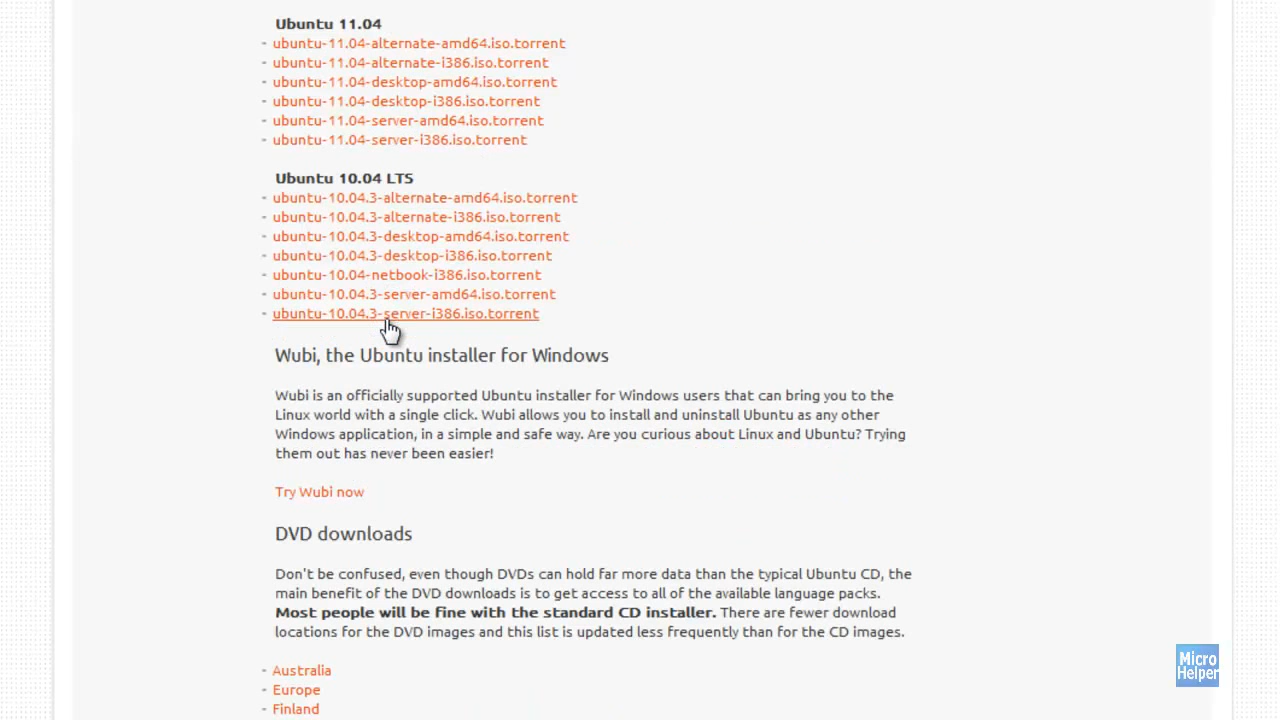 Ubuntu 11.04
- ubuntu-11.04-alternate-amd64.iso.torrent
- ubuntu-11.04-alternate-i386.iso.torrent
- ubuntu-11.04-desktop-amd64.iso.torrent
- ubuntu-11.04-desktop-i386.iso.torrent
- ubuntu-11.04-server-amd64.iso.torrent
- ubuntu-11.04-server-i386.iso.torrent
Ubuntu 10.04 LTS
- ubuntu-10.04.3-alternate-amd64.iso.torrent
- ubuntu-10.04.3-alternate-i386.iso.torrent
- ubuntu-10.04.3-desktop-amd64.iso.torrent
- ubuntu-10.04.3-desktop-i386.iso.torrent
- ubuntu-10.04-netbook-i386.iso.torrent
- ubuntu-10.04.3-server-amd64.iso.torrent
- ubuntu-10.04.3-server-i386.iso.torrent
Wubi, the Ubuntu installer for Windows
Wubi is an officially supported Ubuntu installer for Windows users that can bring you to the
Linux world with a single click. Wubi allows you to install and uninstall Ubuntu as any other
Windows application, in a simple and safe way. Are you curious about Linux and Ubuntu? Trying
them out has never been easier!
Try Wubi now
DVD downloads
Don't be confused, even though DVDs can hold far more data than the typical Ubuntu CD, the
main benefit of the DVD downloads is to get access to all of the available language packs.
Most people will be fine with the standard CD installer. There are fewer download
locations for the DVD images and this list is updated less frequently than for the CD images.
- Australia
- Europe
- Finland
Micro
Helper